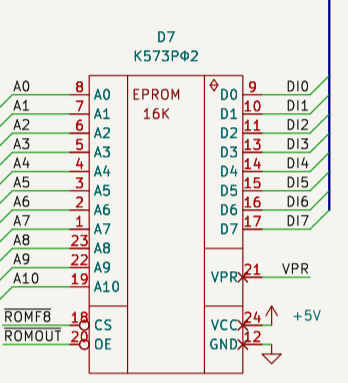 D7
K573РФ2
A0 8 A0 EPROM D0 9 DI0
A1 7 A1 16K D1 10 DI1
A2 6 A2 D2 11 DI2
A3 5 A3 D3 13 DI3
A4 4 A4 D4 14 DI4
A5 3 A5 D5 15 DI5
A6 2 A6 D6 16 DI6
A7 1 A7 D7 17 DI7
A8 23 A8
A9 22 A9 VPR 21 VPR
A10 19 A10
ROMF8 18 CS VCC 24 +5V
ROMOUT 20 OE GND 12